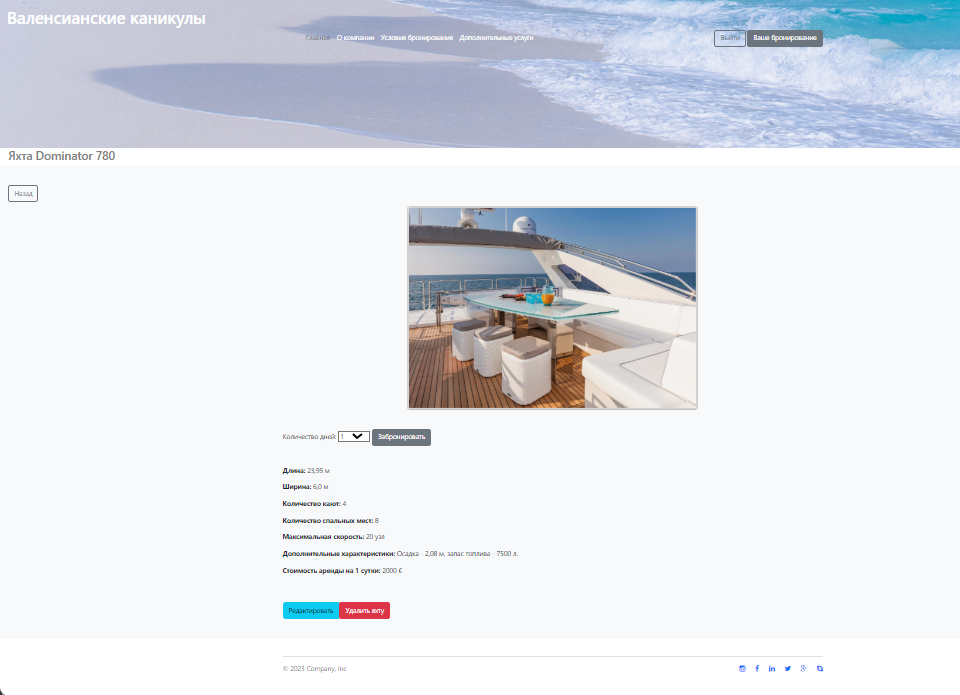 Валенсианские каникулы
Главная О компании Условия бронирования Дополнительные услуги Выйти Ваше бронирование
Яхта Dominator 780
Назад
Количество дней: 1 Забронировать
Длина: 23,95 м
Ширина: 6,0 м
Количество кают: 4
Количество спальных мест: 8
Максимальная скорость: 20 узл
Дополнительные характеристики: Осадка - 2,08 м, запас топлива - 7500 л.
Стоимость аренды на 1 сутки: 2000 €
Редактировать Удалить яхту
© 2023 Company, Inc